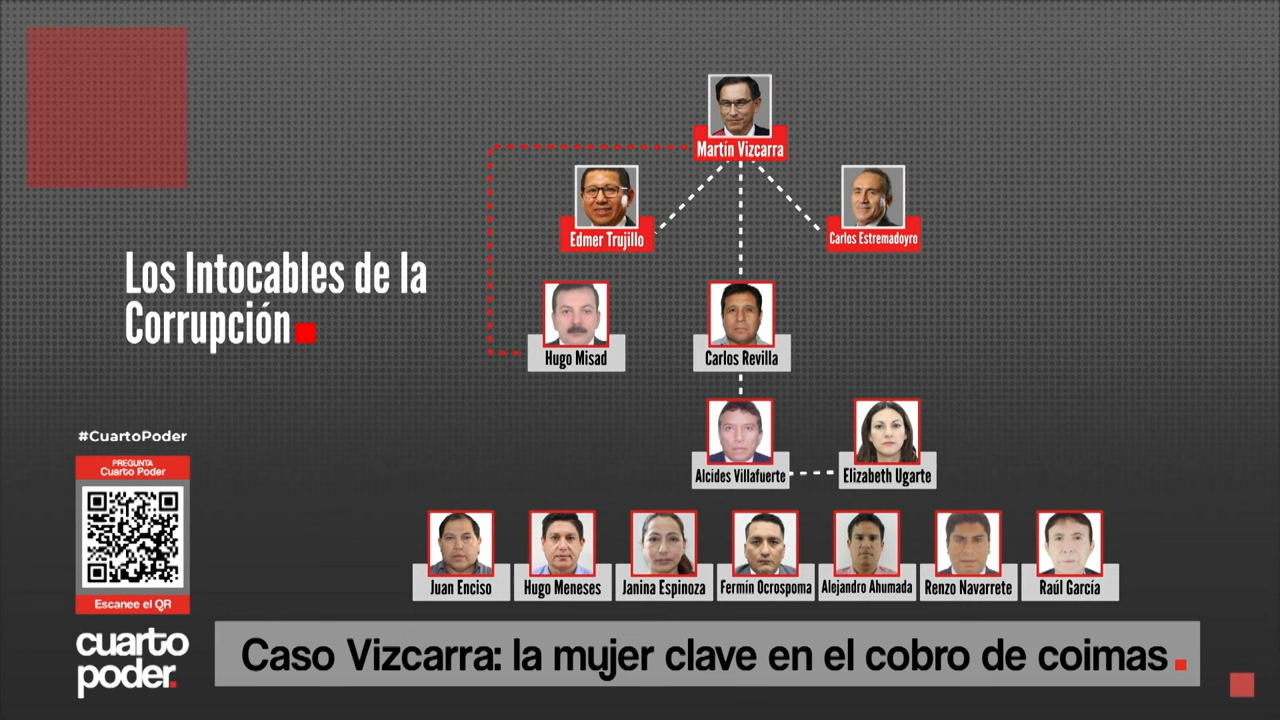 Martín Vizcarra
Edmer Trujillo
Carlos Estremadoyro
Los Intocables de la
Corrupción
Hugo Misad
Carlos Revilla
#CuartoPoder
PREGUNTA
Cuarto Poder
Escanee el QR
Alcides Villafuerte
Elizabeth Ugarte
Juan Enciso
Hugo Meneses
Janina Espinoza
Fermín Ocrospoma
Alejandro Ahumada
Renzo Navarrete
Raúl García
cuarto
poder.
Caso Vizcarra: la mujer clave en el cobro de coimas